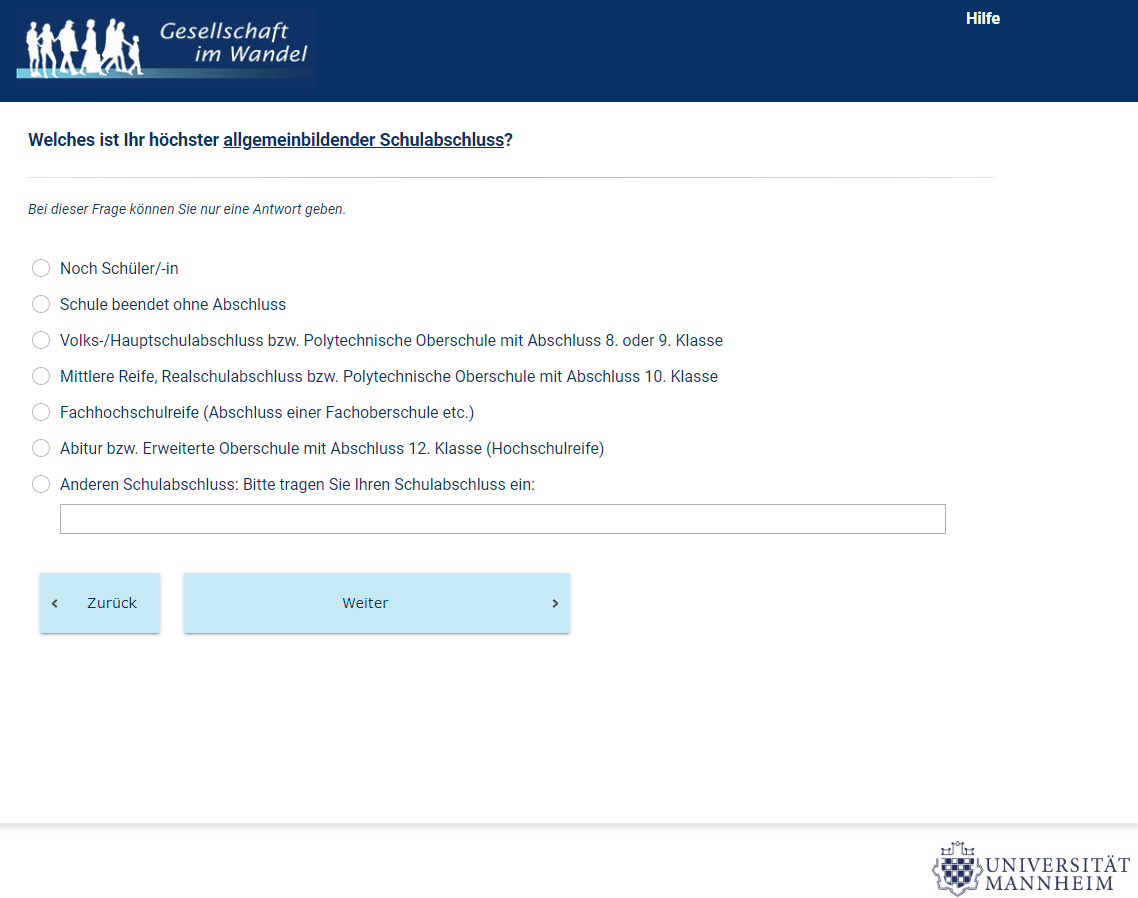 Gesellschaft
im Wandel
Hilfe
Welches ist Ihr höchster allgemeinbildender Schulabschluss?
Bei dieser Frage können Sie nur eine Antwort geben.
Noch Schüler/-in
Schule beendet ohne Abschluss
Volks-/Hauptschulabschluss bzw. Polytechnische Oberschule mit Abschluss 8. oder 9. Klasse
Mittlere Reife, Realschulabschluss bzw. Polytechnische Oberschule mit Abschluss 10. Klasse
Fachhochschulreife (Abschluss einer Fachoberschule etc.)
Abitur bzw. Erweiterte Oberschule mit Abschluss 12. Klasse (Hochschulreife)
Anderen Schulabschluss: Bitte tragen Sie Ihren Schulabschluss ein:
‹ Zurück
Weiter ›
UNIVERSITÄT
MANNHEIM